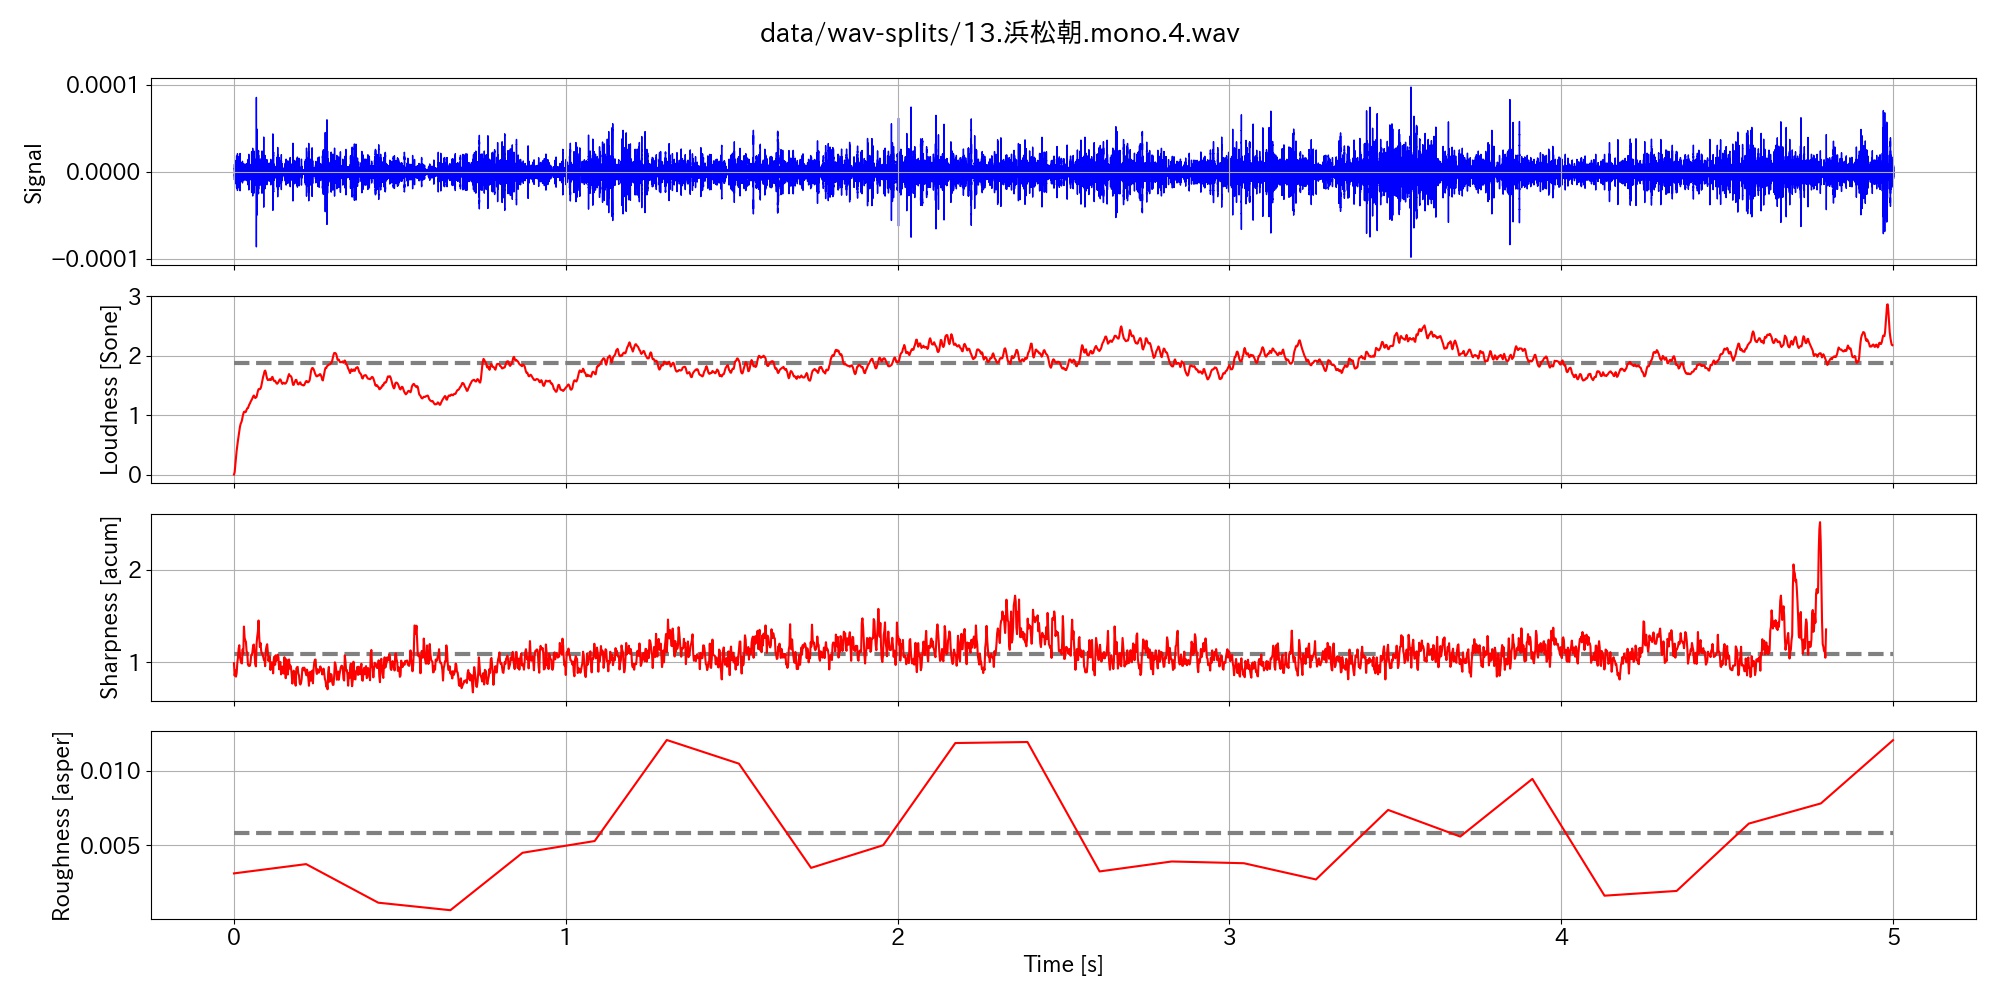 data/wav-splits/13.浜松朝.mono.4.wav
0.0001
0.0000
−0.0001
Signal
3
2
1
0
Loudness [Sone]
2
1
Sharpness [acum]
0.010
0.005
Roughness [asper]
0 1 2 3 4 5
Time [s]